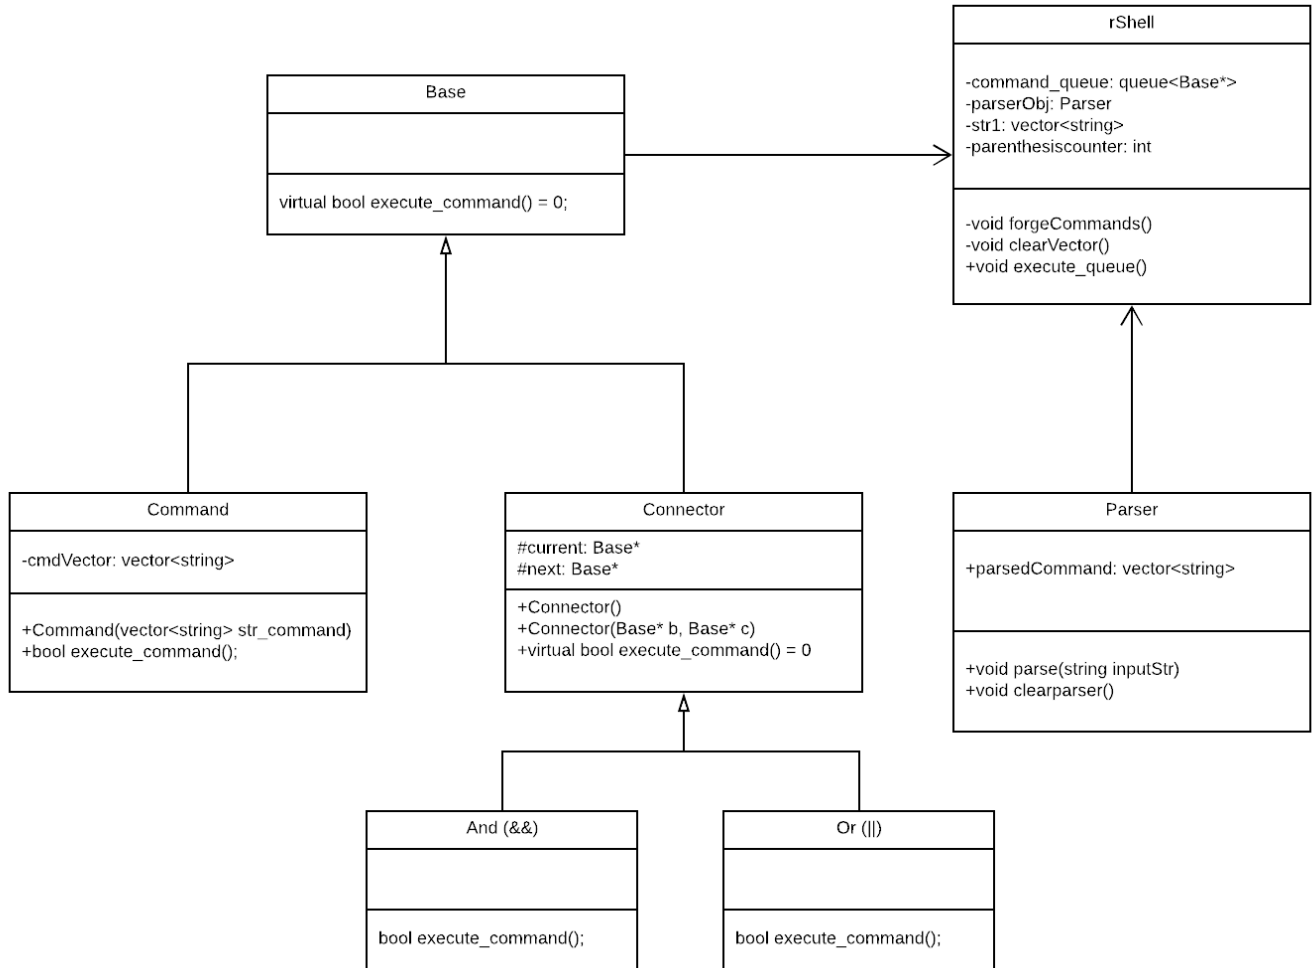 rShell
-command_queue: queue<Base*>
-parserObj: Parser
-str1: vector<string>
-parenthesiscounter: int
-void forgeCommands()
-void clearVector()
+void execute_queue()
Base
virtual bool execute_command() = 0;
Command
-cmdVector: vector<string>
+Command(vector<string> str_command)
+bool execute_command();
Connector
#current: Base*
#next: Base*
+Connector()
+Connector(Base* b, Base* c)
+virtual bool execute_command() = 0
Parser
+parsedCommand: vector<string>
+void parse(string inputStr)
+void clearparser()
And (&&)
bool execute_command();
Or (||)
bool execute_command();